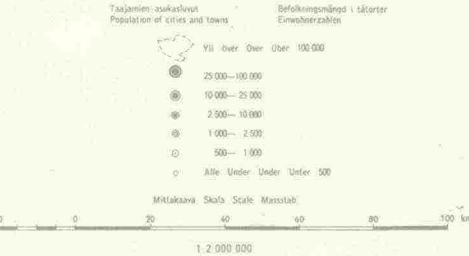 Taajamien asukasluvut
Population of cities and towns
Befolkningsmängd i tätorter
Einwohnerzahlen
Yli Över Over Über 100 000
25 000—100 000
10 000— 25 000
2 500— 10 000
1 000— 2 500
500— 1 000
Alle Under Under Unter 500
Mittakaava Skala Scale Massstab
0 20 40 60 80 100 km
1:2 000 000